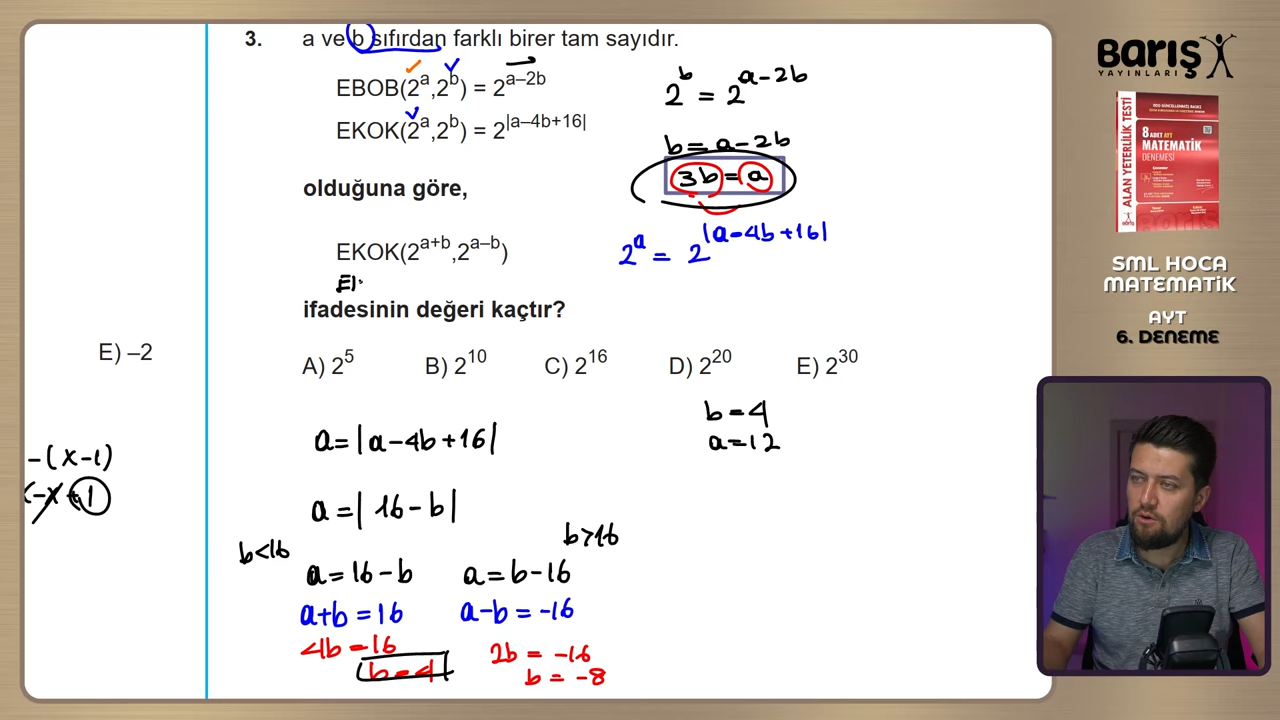 3. a ve b sıfırdan farklı birer tam sayıdır.
EBOB(2^a,2^b) = 2^{a–2b}
EKOK(2^a,2^b) = 2^{|a–4b+16|}
olduğuna göre,
EKOK(2^{a+b},2^{a–b})
ifadesinin değeri kaçtır?
A) 2^5 B) 2^10 C) 2^16 D) 2^20 E) 2^30
2^b = 2^{a-2b}
b = a-2b
3b = a
2^a = 2^{|a-4b+16|}
b = 4
a = 12
a = |a-4b+16|
a = |16-b|
b<16
b>16
a = 16-b
a = b-16
a+b = 16
a-b = -16
4b = 16
b = 4
2b = -16
b = -8
E) –2
-(x-1)
-x+1
BARIŞ
YAYINLARI
ALAN YETERLİLİK TESTİ
8 ADET AYT
MATEMATİK
DENEMESİ
SML HOCA
MATEMATİK
AYT
6. DENEME